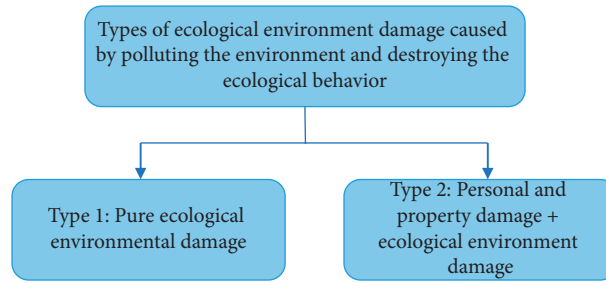 Types of ecological environment damage caused
by polluting the environment and destroying the
ecological behavior
Type 1: Pure ecological
environmental damage
Type 2: Personal and
property damage +
ecological environment
damage